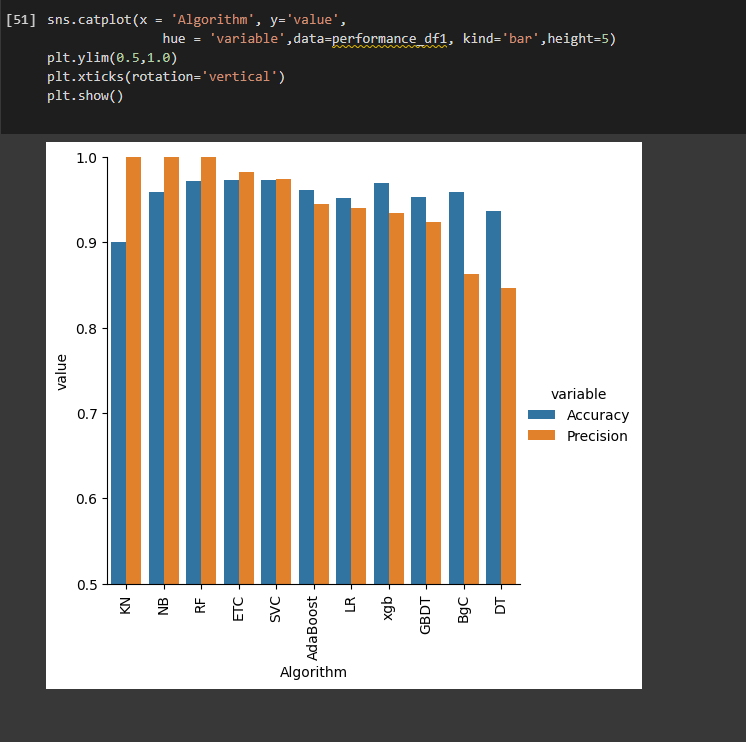 [51] sns.catplot(x = 'Algorithm', y='value',
hue = 'variable',data=performance_df1, kind='bar',height=5)
plt.ylim(0.5,1.0)
plt.xticks(rotation='vertical')
plt.show()
1.0
0.9
0.8
0.7
0.6
0.5
value
variable
Accuracy
Precision
KN
NB
RF
ETC
SVC
AdaBoost
LR
xgb
GBDT
BgC
DT
Algorithm